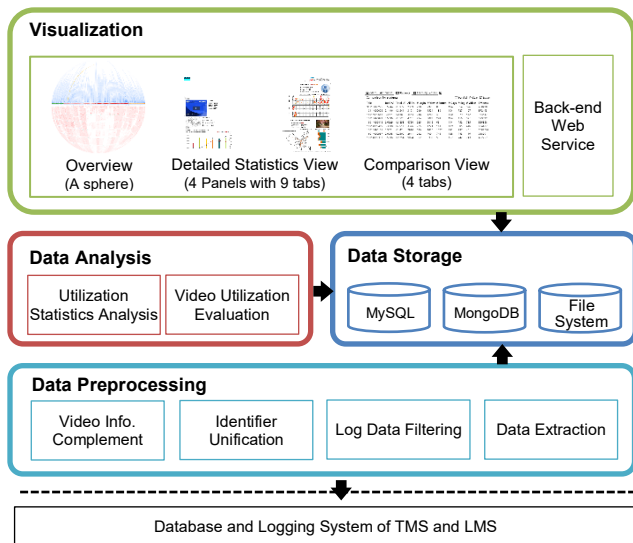 Visualization
Overview
(A sphere)
Detailed Statistics View
(4 Panels with 9 tabs)
Comparison View
(4 tabs)
Back-end
Web
Service
Data Analysis
Utilization
Statistics Analysis
Video Utilization
Evaluation
Data Storage
MySQL
MongoDB
File
System
Data Preprocessing
Video Info.
Complement
Identifier
Unification
Log Data Filtering
Data Extraction
Database and Logging System of TMS and LMS